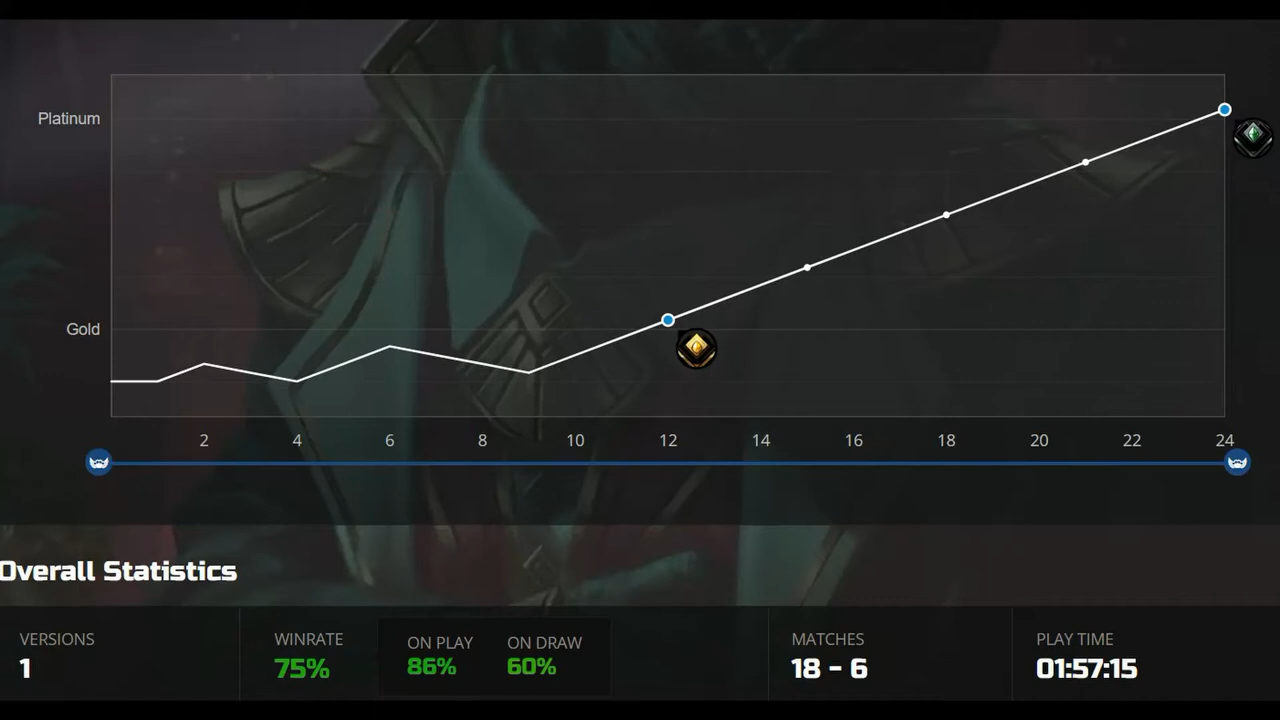 Platinum
Gold
2 4 6 8 10 12 14 16 18 20 22 24
Overall Statistics
VERSIONS WINRATE ON PLAY ON DRAW MATCHES PLAY TIME
1 75% 86% 60% 18 - 6 01:57:15